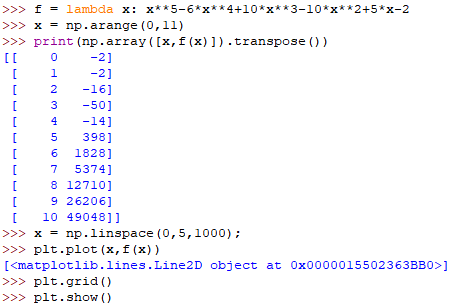 >>> f = lambda x: x**5-6*x**4+10*x**3-10*x**2+5*x-2
>>> x = np.arange(0,11)
>>> print(np.array([x,f(x)]).transpose())
[[    0    -2]
 [    1    -2]
 [    2   -16]
 [    3   -50]
 [    4   -14]
 [    5   398]
 [    6  1828]
 [    7  5374]
 [    8 12710]
 [    9 26206]
 [   10 49048]]
>>> x = np.linspace(0,5,1000);
>>> plt.plot(x,f(x))
[<matplotlib.lines.Line2D object at 0x0000015502363BB0>]
>>> plt.grid()
>>> plt.show()